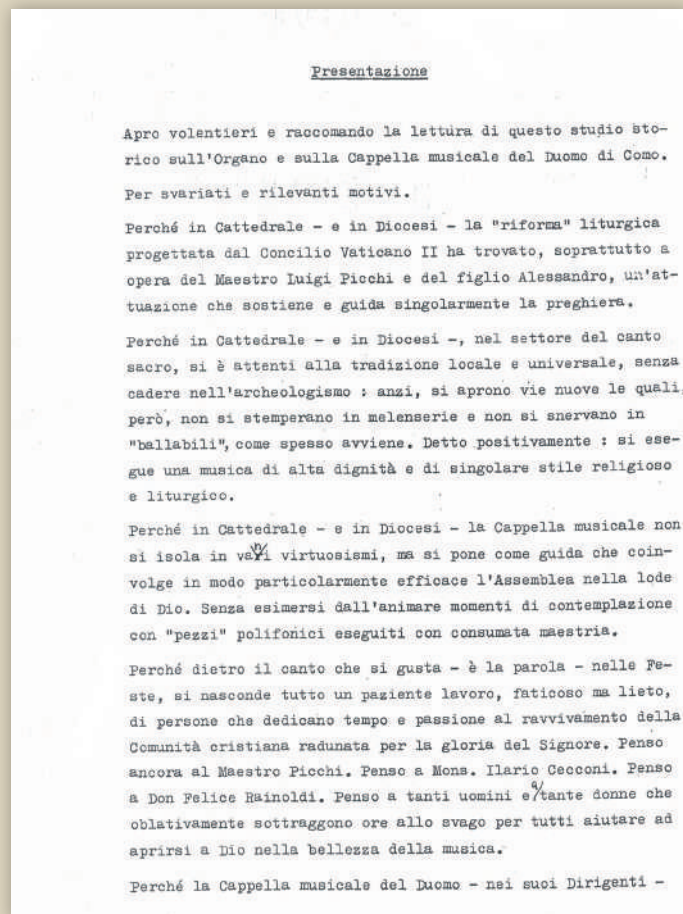 Presentazione
Apro volentieri e raccomando la lettura di questo studio sto-
rico sull'Organo e sulla Cappella musicale del Duomo di Como.
Per svariati e rilevanti motivi.
Perché in Cattedrale - e in Diocesi - la "riforma" liturgica
progettata dal Concilio Vaticano II ha trovato, soprattutto a
opera del Maestro Luigi Picchi e del figlio Alessandro, un'at-
tuazione che sostiene e guida singolarmente la preghiera.
Perché in Cattedrale - e in Diocesi -, nel settore del canto
sacro, si è attenti alla tradizione locale e universale, senza
cadere nell'archeologismo : anzi, si aprono vie nuove le quali,
però, non si stemperano in melenserie e non si snervano in
"ballabili", come spesso avviene. Detto positivamente : si ese-
gue una musica di alta dignità e di singolare stile religioso
e liturgico.
Perché in Cattedrale - e in Diocesi - la Cappella musicale non
si isola in vani virtuosismi, ma si pone come guida che coin-
volge in modo particolarmente efficace l'Assemblea nella lode
di Dio. Senza esimersi dall'animare momenti di contemplazione
con "pezzi" polifonici eseguiti con consumata maestria.
Perché dietro il canto che si gusta - è la parola - nelle Fe-
ste, si nasconde tutto un paziente lavoro, faticoso ma lieto,
di persone che dedicano tempo e passione al ravvivamento della
Comunità cristiana radunata per la gloria del Signore. Penso
ancora al Maestro Picchi. Penso a Mons. Ilario Cecconi. Penso
a Don Felice Rainoldi. Penso a tanti uomini e a tante donne che
oblativamente sottraggono ore allo svago per tutti aiutare ad
aprirsi a Dio nella bellezza della musica.
Perché la Cappella musicale del Duomo - nei suoi Dirigenti -